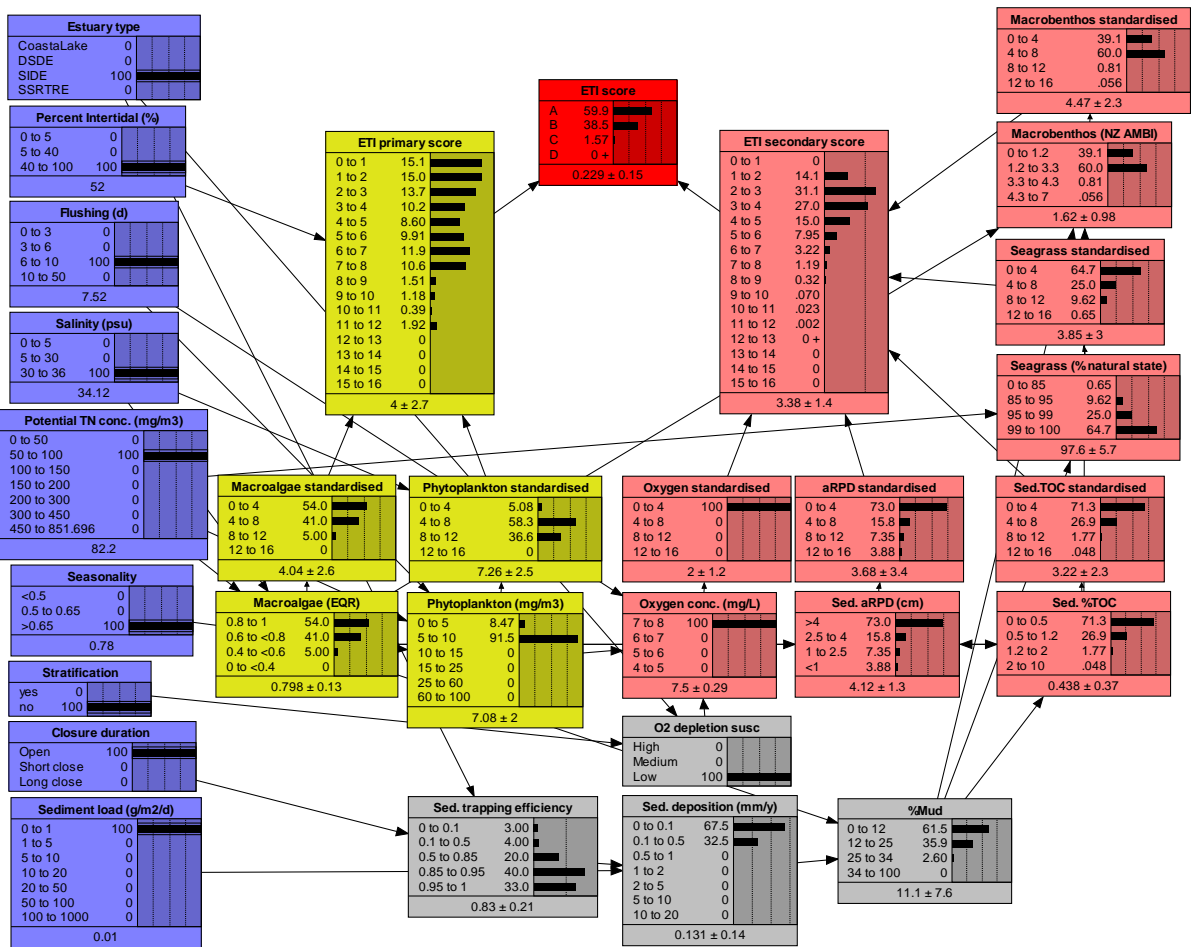 Estuary type
CoastaLake 0
DSDE 0
SIDE 100
SSRTRE 0
Percent Intertidal (%)
0 to 5 0
5 to 40 0
40 to 100 100
52
Flushing (d)
0 to 3 0
3 to 6 0
6 to 10 100
10 to 50 0
7.52
Salinity (psu)
0 to 5 0
5 to 30 0
30 to 36 100
34.12
Potential TN conc. (mg/m3)
0 to 50 0
50 to 100 100
100 to 150 0
150 to 200 0
200 to 300 0
300 to 450 0
450 to 851.696 0
82.2
Seasonality
<0.5 0
0.5 to 0.65 0
>0.65 100
0.78
Stratification
yes 0
no 100
Closure duration
Open 100
Short close 0
Long close 0
Sediment load (g/m2/d)
0 to 1 100
1 to 5 0
5 to 10 0
10 to 20 0
20 to 50 0
50 to 100 0
100 to 1000 0
0.01
ETI primary score
0 to 1 15.1
1 to 2 15.0
2 to 3 13.7
3 to 4 10.2
4 to 5 8.60
5 to 6 9.91
6 to 7 11.9
7 to 8 10.6
8 to 9 1.51
9 to 10 1.18
10 to 11 0.39
11 to 12 1.92
12 to 13 0
13 to 14 0
14 to 15 0
15 to 16 0
4 ± 2.7
ETI score
A 59.9
B 38.5
C 1.57
D 0 +
0.229 ± 0.15
ETI secondary score
0 to 1 0
1 to 2 14.1
2 to 3 31.1
3 to 4 27.0
4 to 5 15.0
5 to 6 7.95
6 to 7 3.22
7 to 8 1.19
8 to 9 0.32
9 to 10 .070
10 to 11 .023
11 to 12 .002
12 to 13 0 +
13 to 14 0
14 to 15 0
15 to 16 0
3.38 ± 1.4
Macrobenthos standardised
0 to 4 39.1
4 to 8 60.0
8 to 12 0.81
12 to 16 .056
4.47 ± 2.3
Macrobenthos (NZ AMBI)
0 to 1.2 39.1
1.2 to 3.3 60.0
3.3 to 4.3 0.81
4.3 to 7 .056
1.62 ± 0.98
Seagrass standardised
0 to 4 64.7
4 to 8 25.0
8 to 12 9.62
12 to 16 0.65
3.85 ± 3
Seagrass (% natural state)
0 to 85 0.65
85 to 95 9.62
95 to 99 25.0
99 to 100 64.7
97.6 ± 5.7
Macroalgae standardised
0 to 4 54.0
4 to 8 41.0
8 to 12 5.00
12 to 16 0
4.04 ± 2.6
Phytoplankton standardised
0 to 4 5.08
4 to 8 58.3
8 to 12 36.6
12 to 16 0
7.26 ± 2.5
Oxygen standardised
0 to 4 100
4 to 8 0
8 to 12 0
12 to 16 0
2 ± 1.2
aRPD standardised
0 to 4 73.0
4 to 8 15.8
8 to 12 7.35
12 to 16 3.88
3.68 ± 3.4
Sed.TOC standardised
0 to 4 71.3
4 to 8 26.9
8 to 12 1.77
12 to 16 .048
3.22 ± 2.3
Macroalgae (EQR)
0.8 to 1 54.0
0.6 to <0.8 41.0
0.4 to <0.6 5.00
0 to <0.4 0
0.798 ± 0.13
Phytoplankton (mg/m3)
0 to 5 8.47
5 to 10 91.5
10 to 15 0
15 to 25 0
25 to 60 0
60 to 100 0
7.08 ± 2
Oxygen conc. (mg/L)
7 to 8 100
6 to 7 0
5 to 6 0
4 to 5 0
7.5 ± 0.29
Sed. aRPD (cm)
>4 73.0
2.5 to 4 15.8
1 to 2.5 7.35
<1 3.88
4.12 ± 1.3
Sed. %TOC
0 to 0.5 71.3
0.5 to 1.2 26.9
1.2 to 2 1.77
2 to 10 .048
0.438 ± 0.37
O2 depletion susc
High 0
Medium 0
Low 100
Sed. trapping efficiency
0 to 0.1 3.00
0.1 to 0.5 4.00
0.5 to 0.85 20.0
0.85 to 0.95 40.0
0.95 to 1 33.0
0.83 ± 0.21
Sed. deposition (mm/y)
0 to 0.1 67.5
0.1 to 0.5 32.5
0.5 to 1 0
1 to 2 0
2 to 5 0
5 to 10 0
10 to 20 0
0.131 ± 0.14
%Mud
0 to 12 61.5
12 to 25 35.9
25 to 34 2.60
34 to 100 0
11.1 ± 7.6